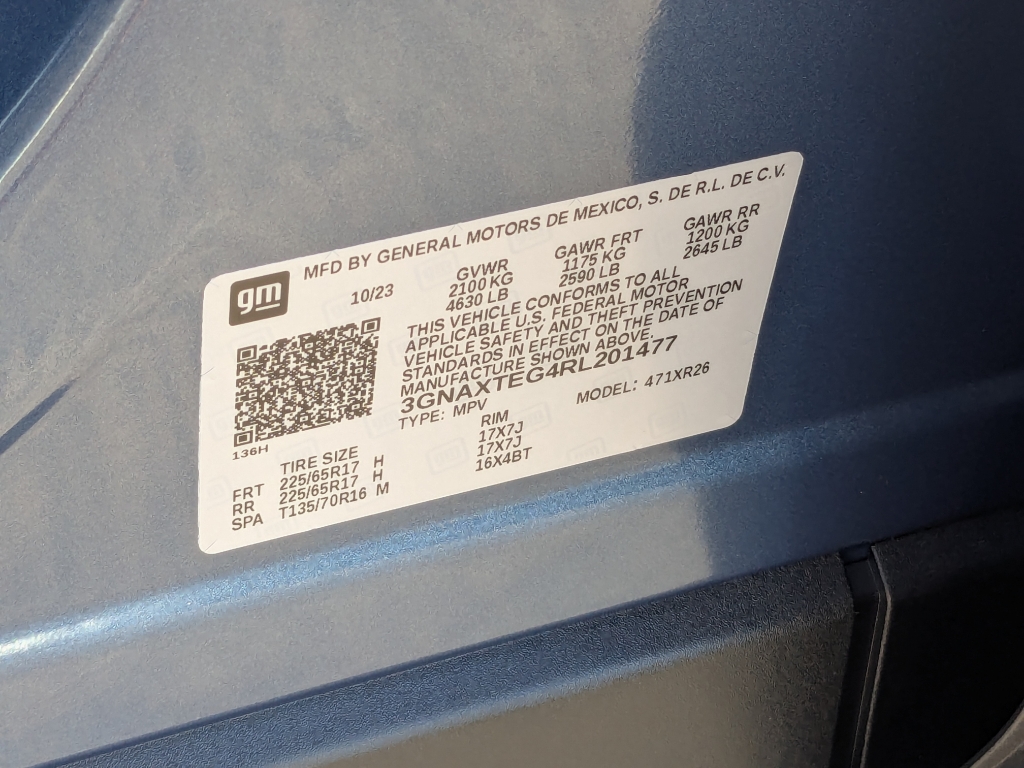 gm
MFD BY GENERAL MOTORS DE MEXICO, S. DE R.L. DE C.V.
10/23
GVWR GAWR FRT GAWR RR
2100 KG 1175 KG 1200 KG
4630 LB 2590 LB 2645 LB
THIS VEHICLE CONFORMS TO ALL
APPLICABLE U.S. FEDERAL MOTOR
VEHICLE SAFETY AND THEFT PREVENTION
STANDARDS IN EFFECT ON THE DATE OF
MANUFACTURE SHOWN ABOVE.
3GNAXTEG4RL201477
TYPE: MPV MODEL: 471XR26
136H
TIRE SIZE RIM
FRT 225/65R17 H 17X7J
RR 225/65R17 H 17X7J
SPA T135/70R16 M 16X4BT